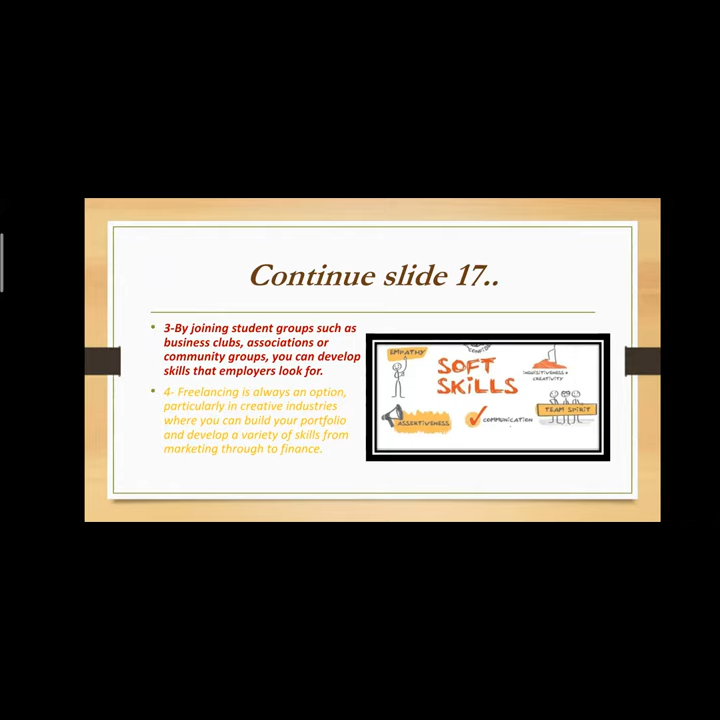 Continue slide 17..
• 3-By joining student groups such as
business clubs, associations or
community groups, you can develop
skills that employers look for.
• 4- Freelancing is always an option,
particularly in creative industries
where you can build your portfolio
and develop a variety of skills from
marketing through to finance.
EMPATHY
SOFT
SKILLS
INQUISITIVENESS +
CREATIVITY
ASSERTIVENESS
COMMUNICATION
TEAM SPIRIT